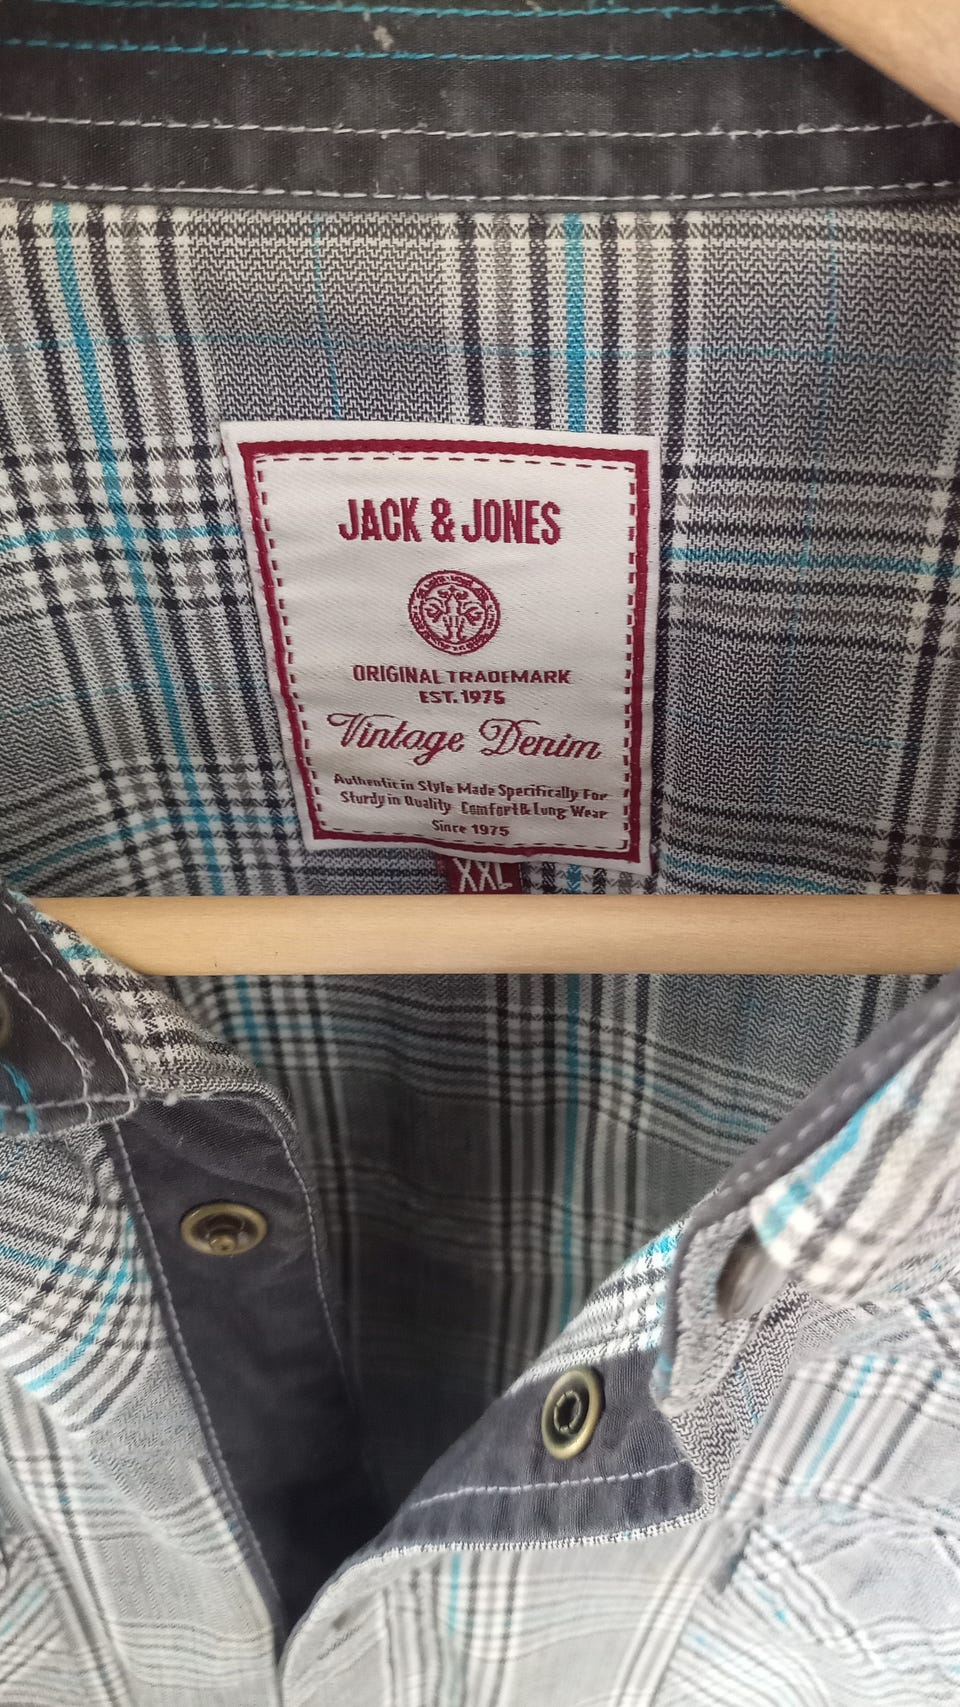 JACK & JONES
ORIGINAL TRADEMARK
EST. 1975
Vintage Denim
Authentic in Style Made Specifically For
Sturdy in Quality Comfort & Long Wear
Since 1975
XXL